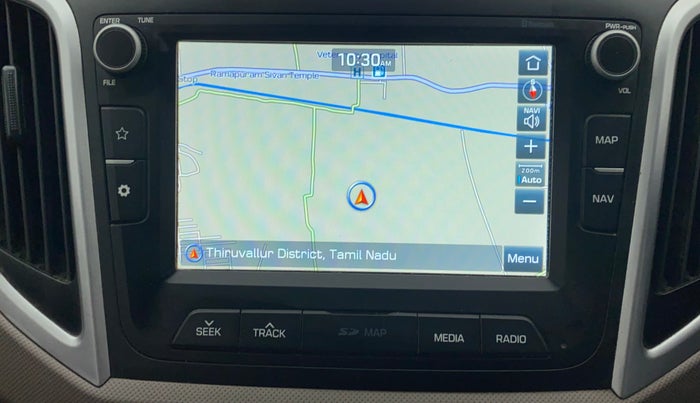 ENTER TUNE
PWR-PUSH
FILE
VOL
10:30 AM
H
Stop
Ramapuram Sivan Temple
NAVI
+
200m
Auto
−
Thiruvallur District, Tamil Nadu
Menu
MAP
NAV
SEEK
TRACK
SD MAP
MEDIA
RADIO